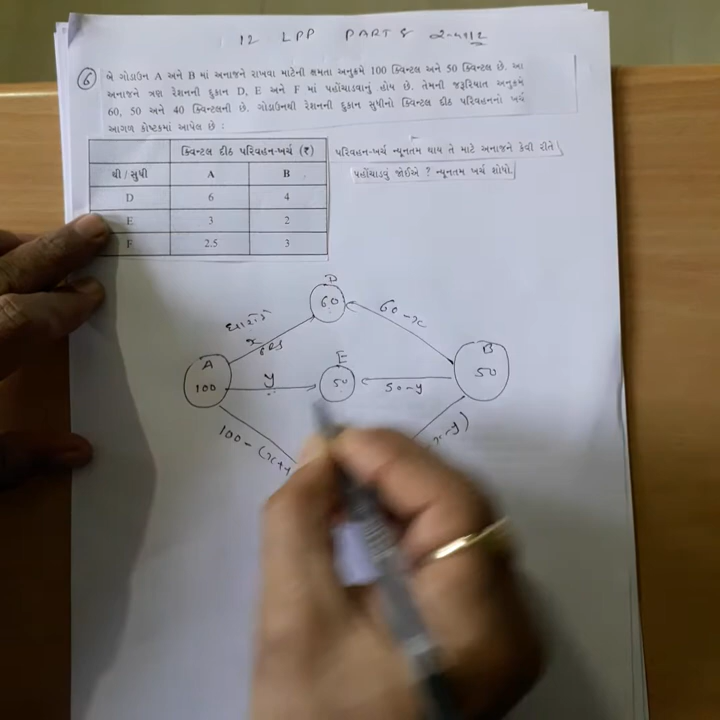 12 LPP PART 8
6 બે ગોડાઉન A અને B માં અનાજને રાખવા માટેની ક્ષમતા અનુક્રમે 100 ક્વિન્ટલ અને 50 ક્વિન્ટલ છે. આ
અનાજને ત્રણ રેશનની દુકાન D, E અને F માં પહોંચાડવાનું હોય છે. તેમની જરૂરિયાત અનુક્રમે
60, 50 અને 40 ક્વિન્ટલની છે. ગોડાઉનથી રેશનની દુકાન સુધીનો ક્વિન્ટલ દીઠ પરિવહનનો ખર્ચ
આગળ કોષ્ટકમાં આપેલ છે :
ક્વિન્ટલ દીઠ પરિવહન-ખર્ચ (₹)
થી / સુધી A B
D 6 4
E 3 2
F 2.5 3
પરિવહન-ખર્ચ ન્યૂનતમ થાય તે માટે અનાજને કેવી રીતે
પહોંચાડવું જોઈએ ? ન્યૂનતમ ખર્ચ શોધો.
D
60
ધારોકે
x
60-x
A
100
y
E
50
50-y
B
50
100-(x+y
x-y)